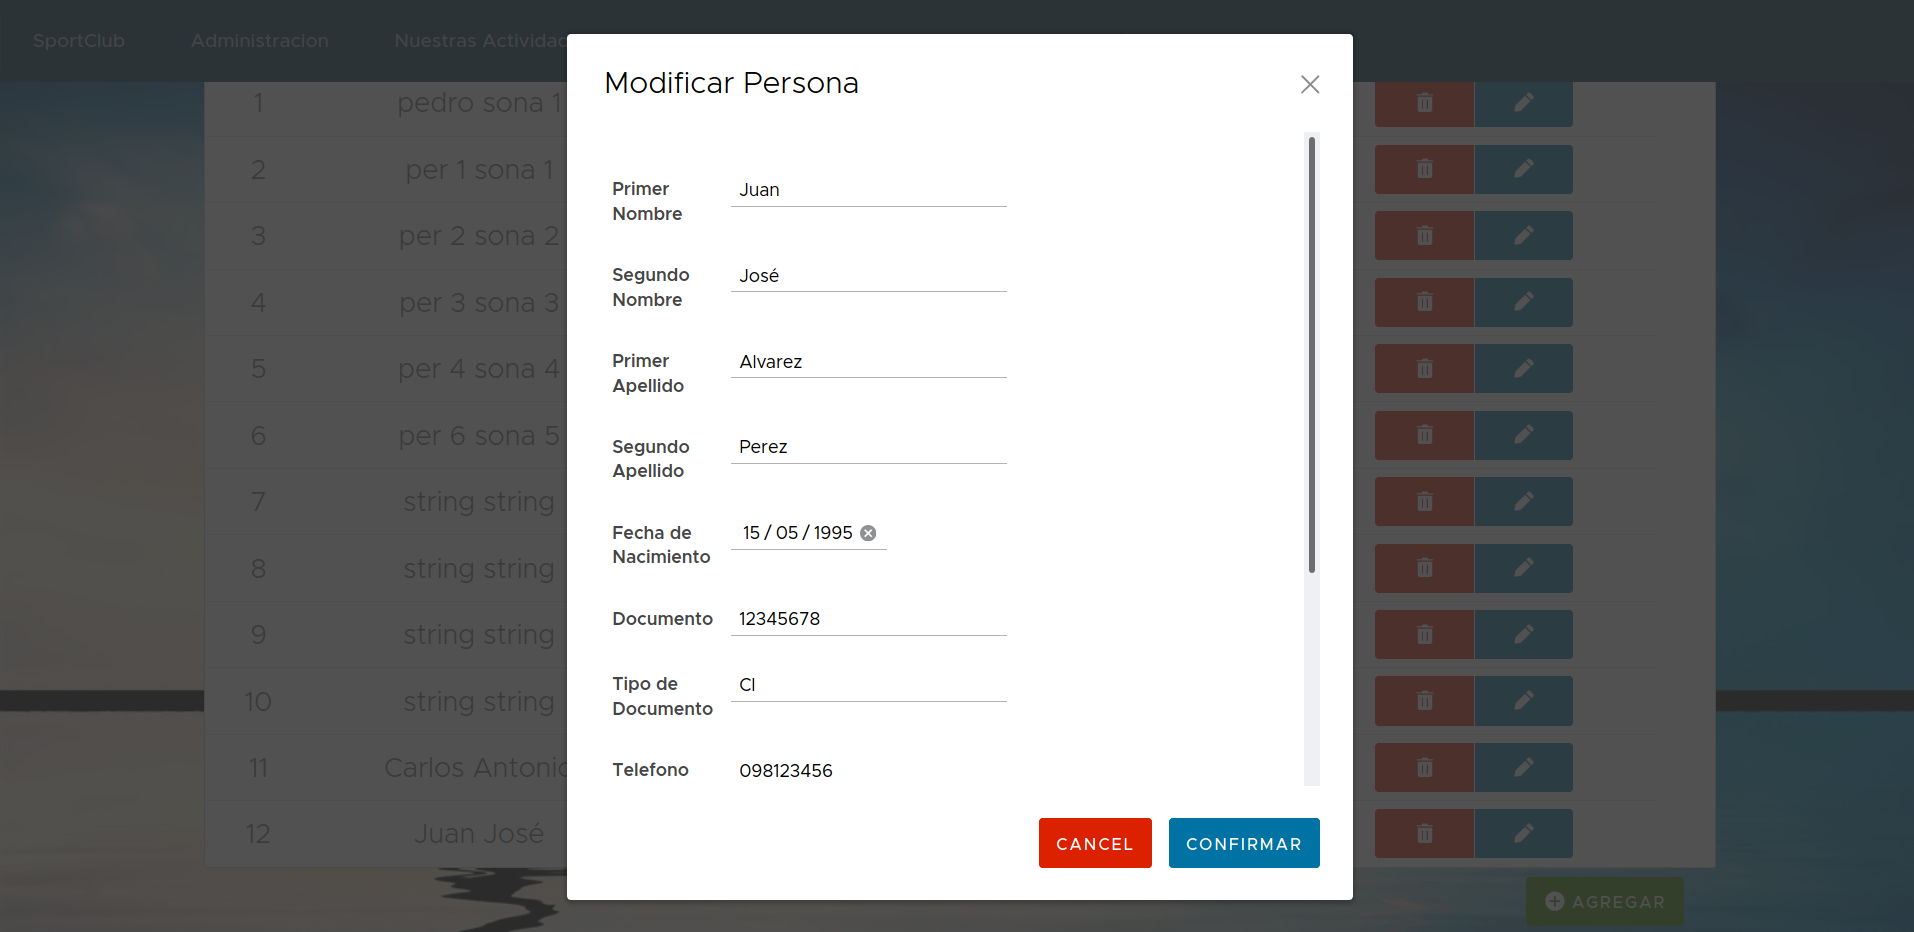 SportClub Administracion Nuestras
Modificar Persona
Primer Nombre Juan
Segundo Nombre José
Primer Apellido Alvarez
Segundo Apellido Perez
Fecha de Nacimiento 15 / 05 / 1995
Documento 12345678
Tipo de Documento CI
Telefono 098123456
CANCEL CONFIRMAR
1 pedro sona 1
2 per 1 sona 1
3 per 2 sona 2
4 per 3 sona 3
5 per 4 sona 4
6 per 6 sona 5
7 string string
8 string string
9 string string
10 string string
11 Carlos Antonio
12 Juan José
AGREGAR